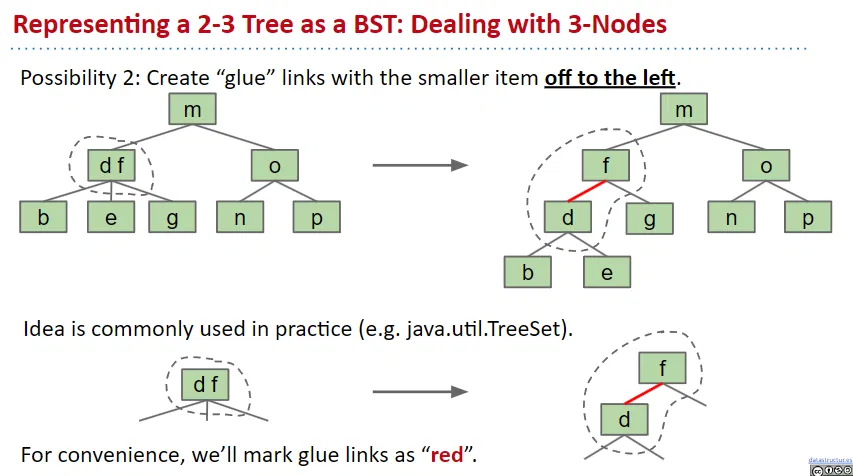 Representing a 2-3 Tree as a BST: Dealing with 3-Nodes
Possibility 2: Create “glue” links with the smaller item off to the left.
m
d f
o
b
e
g
n
p
m
f
o
d
g
n
p
b
e
Idea is commonly used in practice (e.g. java.util.TreeSet).
d f
f
d
For convenience, we’ll mark glue links as “red”.
datastructur.es